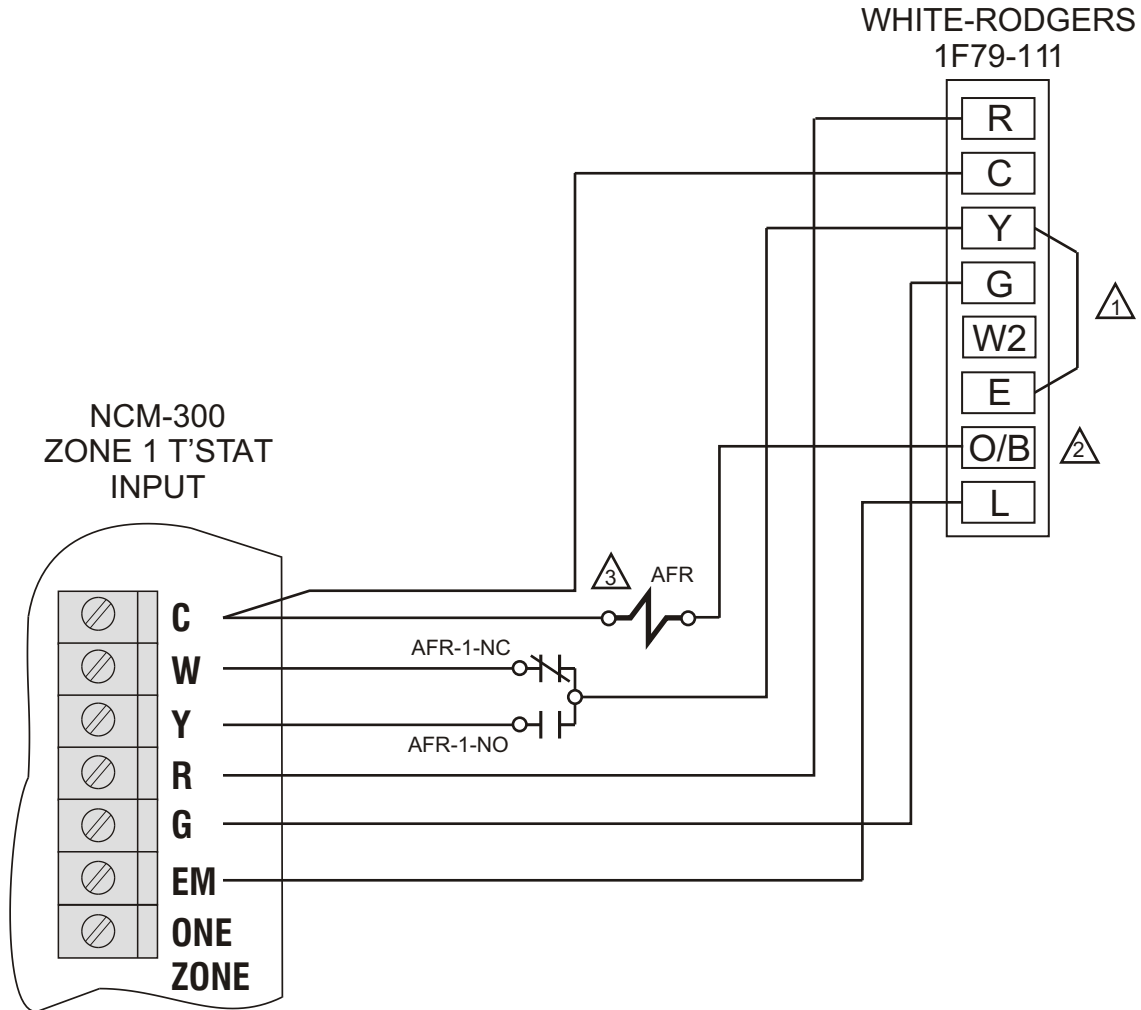 WHITE-RODGERS
1F79-111
R
C
Y
G
W2
E
O/B
L
1
2
NCM-300
ZONE 1 T'STAT
INPUT
3
AFR
C
W
Y
R
G
EM
ONE
ZONE
AFR-1-NC
AFR-1-NO